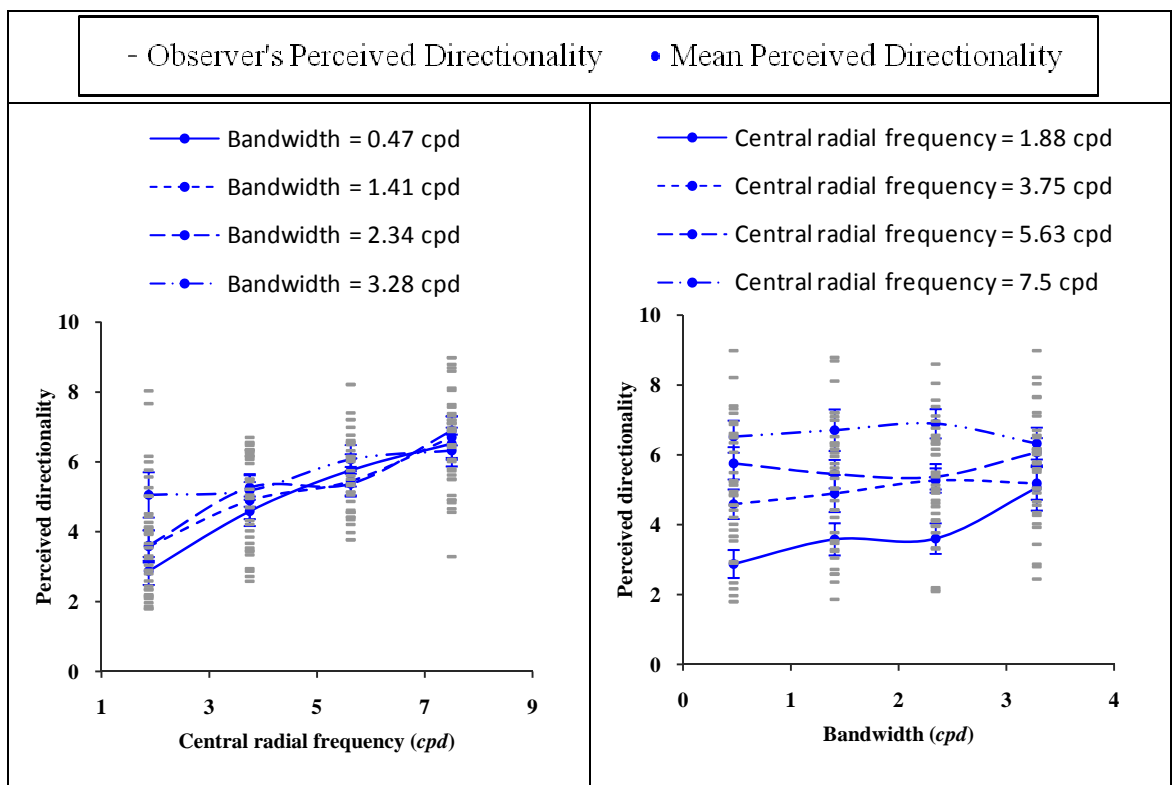 - Observer's Perceived Directionality • Mean Perceived Directionality
Bandwidth = 0.47 cpd
Bandwidth = 1.41 cpd
Bandwidth = 2.34 cpd
Bandwidth = 3.28 cpd
10
8
6
4
2
0
1 3 5 7 9
Perceived directionality
Central radial frequency (cpd)
Central radial frequency = 1.88 cpd
Central radial frequency = 3.75 cpd
Central radial frequency = 5.63 cpd
Central radial frequency = 7.5 cpd
10
8
6
4
2
0
0 1 2 3 4
Perceived directionality
Bandwidth (cpd)